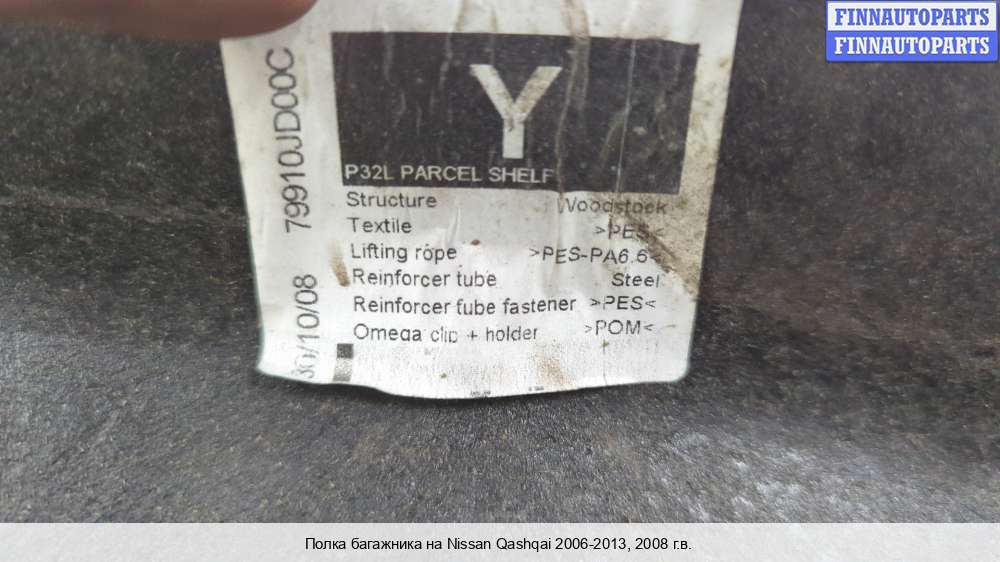 FINNAUTOPARTS
FINNAUTOPARTS
Y
P32L PARCEL SHELF
Structure Woodstock
Textile >PES<
Lifting rope >PES-PA6.6<
Reinforcer tube Steel
Reinforcer tube fastener >PES<
Omega clip + holder >POM<
79910JD00C
30/10/08
Полка багажника на Nissan Qashqai 2006-2013, 2008 г.в.